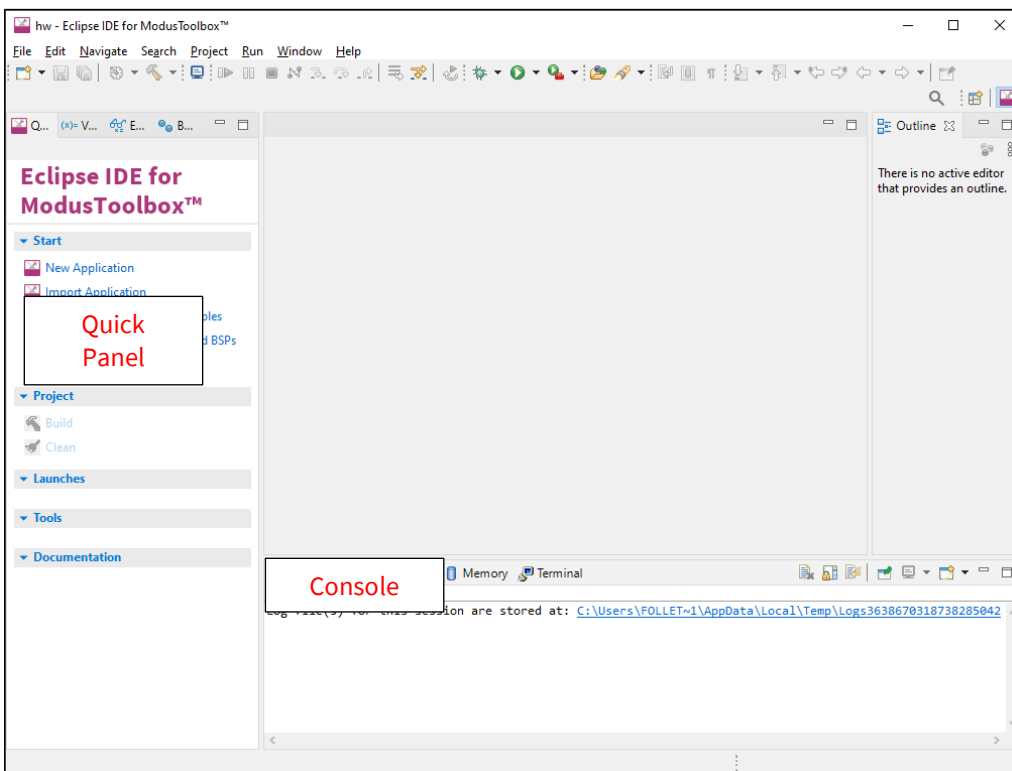 hw - Eclipse IDE for ModusToolbox™
File Edit Navigate Search Project Run Window Help
Q... (x)= V... E... B...
Outline
Eclipse IDE for
ModusToolbox™
There is no active editor
that provides an outline.
Start
New Application
Import Application
Quick
Panel
BSPs
Project
Build
Clean
Launches
Tools
Documentation
Console
Memory Terminal
Log file(s) for this session are stored at: C:\Users\FOLLET~1\AppData\Local\Temp\Logs3638670318738285042